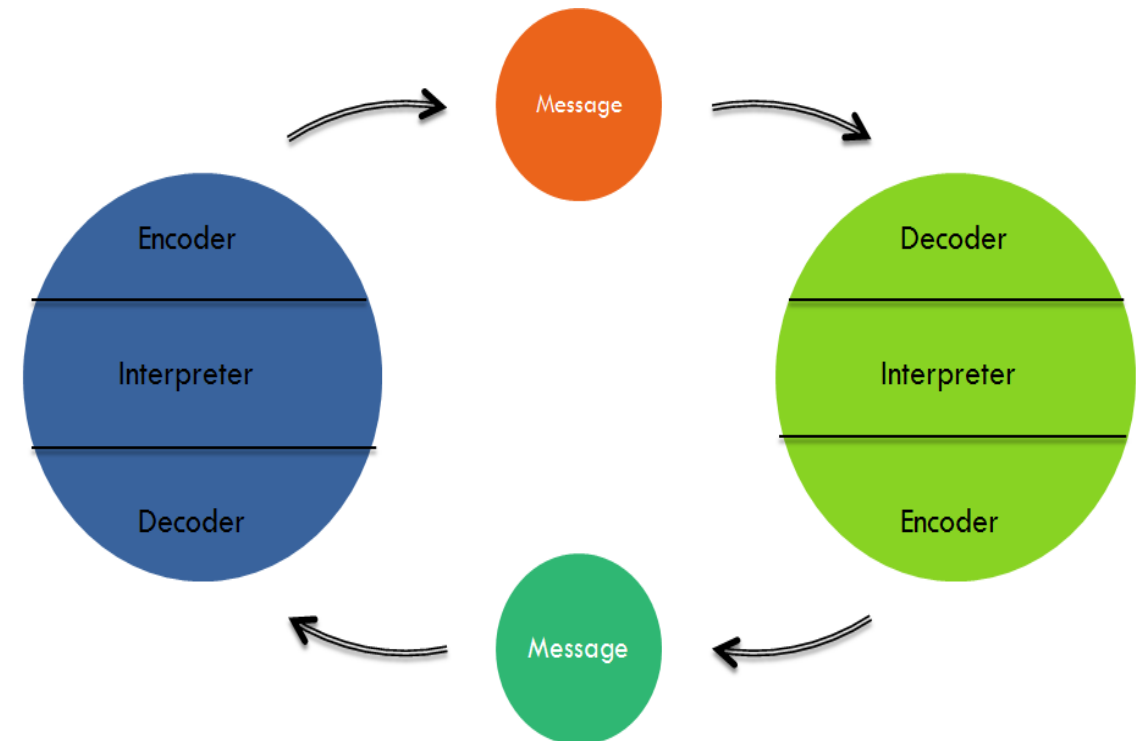 Message
Encoder
Interpreter
Decoder
Decoder
Interpreter
Encoder
Message